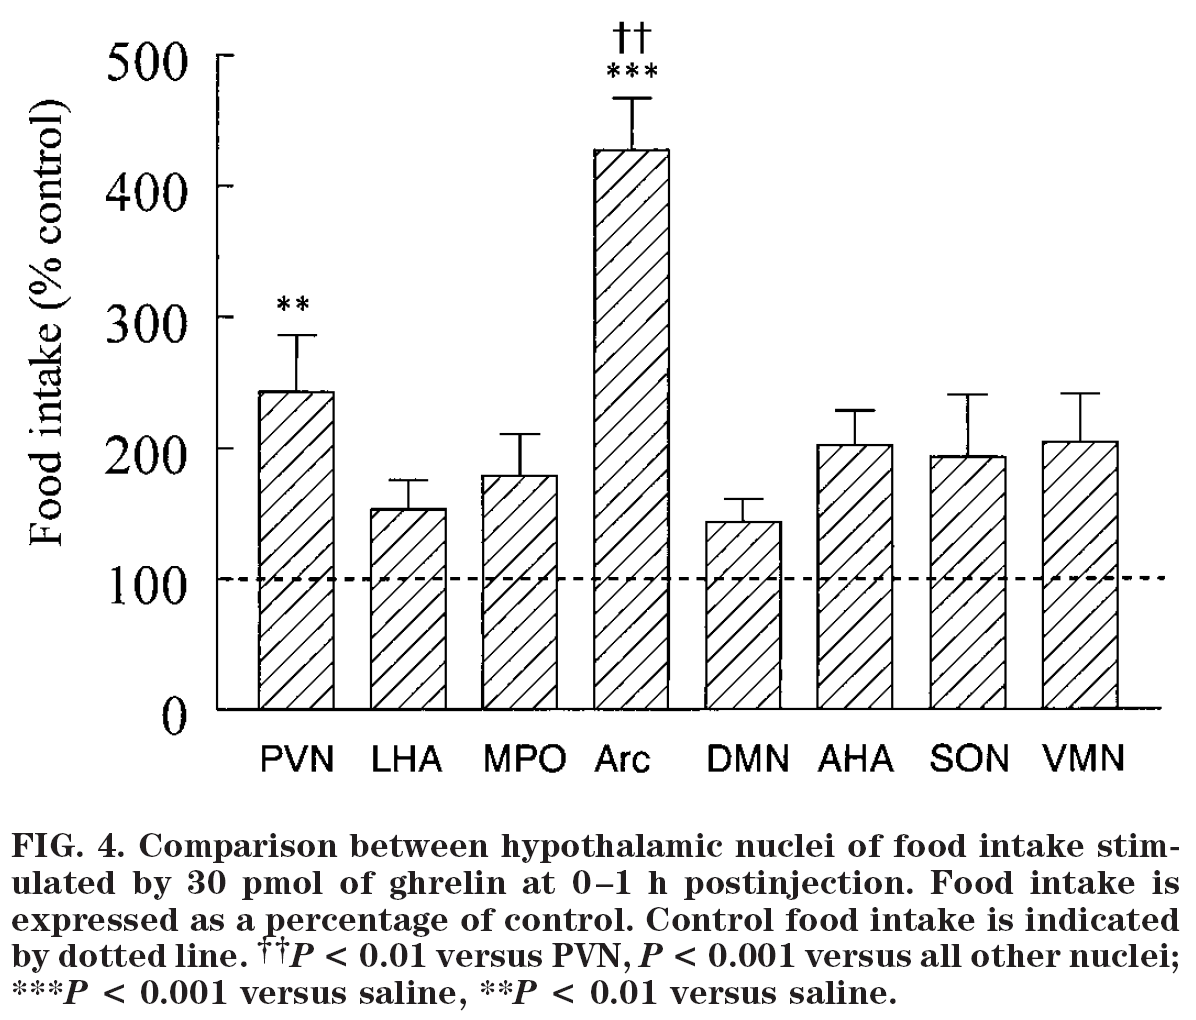 ††
***
500
400
300
200
100
0
Food intake (% control)
**
PVN LHA MPO Arc DMN AHA SON VMN
FIG. 4. Comparison between hypothalamic nuclei of food intake stim-
ulated by 30 pmol of ghrelin at 0–1 h postinjection. Food intake is
expressed as a percentage of control. Control food intake is indicated
by dotted line. ††P < 0.01 versus PVN, P < 0.001 versus all other nuclei;
***P < 0.001 versus saline, **P < 0.01 versus saline.